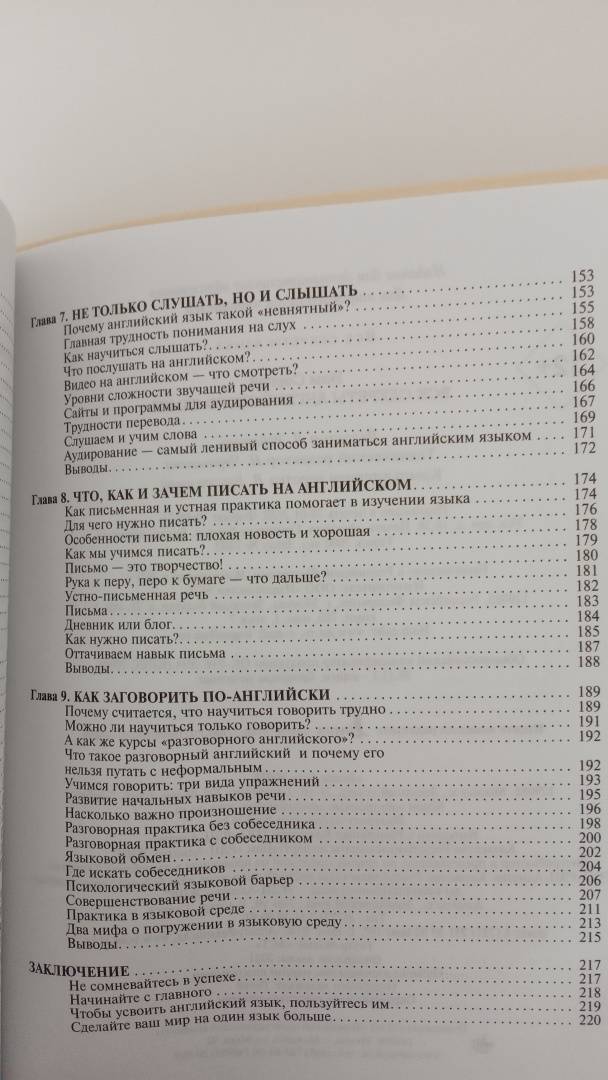 Глава 7. НЕ ТОЛЬКО СЛУШАТЬ, НО И СЛЫШАТЬ ........ 153
Почему английский язык такой «невнятный»? ........ 153
Главная трудность понимания на слух ........ 155
Как научиться слышать? ........ 158
Что послушать на английском? ........ 160
Видео на английском — что смотреть? ........ 162
Уровни сложности звучащей речи ........ 164
Сайты и программы для аудирования ........ 166
Трудности перевода ........ 167
Слушаем и учим слова ........ 169
Аудирование — самый ленивый способ заниматься английским языком .... 171
Выводы ........ 172
Глава 8. ЧТО, КАК И ЗАЧЕМ ПИСАТЬ НА АНГЛИЙСКОМ ........ 174
Как письменная и устная практика помогает в изучении языка ........ 174
Для чего нужно писать? ........ 176
Особенности письма: плохая новость и хорошая ........ 178
Как мы учимся писать? ........ 179
Письмо — это творчество! ........ 180
Рука к перу, перо к бумаге — что дальше? ........ 181
Устно-письменная речь ........ 182
Письма ........ 183
Дневник или блог ........ 184
Как нужно писать? ........ 185
Оттачиваем навык письма ........ 187
Выводы ........ 188
Глава 9. КАК ЗАГОВОРИТЬ ПО-АНГЛИЙСКИ ........ 189
Почему считается, что научиться говорить трудно ........ 189
Можно ли научиться только говорить? ........ 191
А как же курсы «разговорного английского»? ........ 192
Что такое разговорный английский и почему его
нельзя путать с неформальным ........ 192
Учимся говорить: три вида упражнений ........ 193
Развитие начальных навыков речи ........ 195
Насколько важно произношение ........ 196
Разговорная практика без собеседника ........ 198
Разговорная практика с собеседником ........ 200
Языковой обмен ........ 202
Где искать собеседников ........ 204
Психологический языковой барьер ........ 206
Совершенствование речи ........ 207
Практика в языковой среде ........ 211
Два мифа о погружении в языковую среду ........ 213
Выводы ........ 215
ЗАКЛЮЧЕНИЕ ........ 217
Не сомневайтесь в успехе ........ 217
Начинайте с главного ........ 218
Чтобы усвоить английский язык, пользуйтесь им ........ 219
Сделайте ваш мир на один язык больше ........ 220